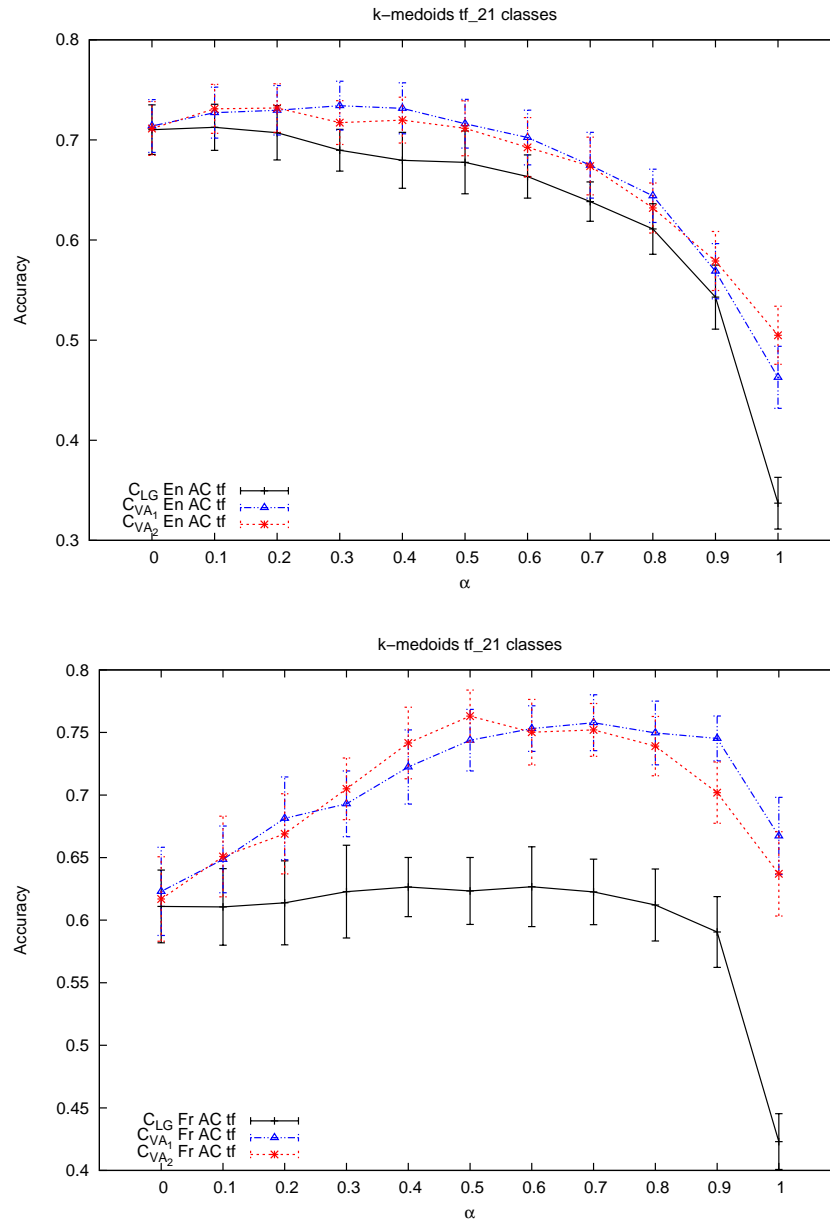 k−medoids tf_21 classes
0.8
0.7
0.6
0.5
0.4
0.3
Accuracy
C_LG En AC tf
C_VA₁ En AC tf
C_VA₂ En AC tf
0 0.1 0.2 0.3 0.4 0.5 0.6 0.7 0.8 0.9 1
α
k−medoids tf_21 classes
0.8
0.75
0.7
0.65
0.6
0.55
0.5
0.45
0.4
Accuracy
C_LG Fr AC tf
C_VA₁ Fr AC tf
C_VA₂ Fr AC tf
0 0.1 0.2 0.3 0.4 0.5 0.6 0.7 0.8 0.9 1
α